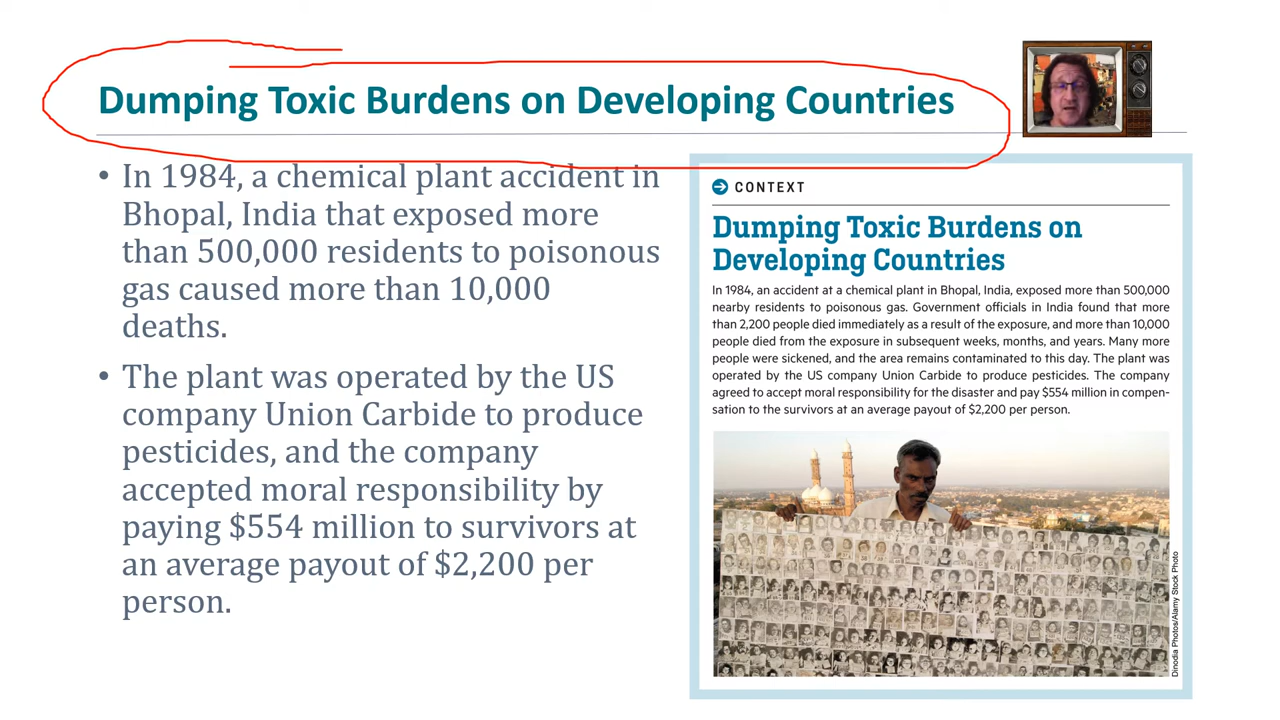 Dumping Toxic Burdens on Developing Countries
• In 1984, a chemical plant accident in
Bhopal, India that exposed more
than 500,000 residents to poisonous
gas caused more than 10,000
deaths.
• The plant was operated by the US
company Union Carbide to produce
pesticides, and the company
accepted moral responsibility by
paying $554 million to survivors at
an average payout of $2,200 per
person.
CONTEXT
Dumping Toxic Burdens on
Developing Countries
In 1984, an accident at a chemical plant in Bhopal, India, exposed more than 500,000
nearby residents to poisonous gas. Government officials in India found that more
than 2,200 people died immediately as a result of the exposure, and more than 10,000
people died from the exposure in subsequent weeks, months, and years. Many more
people were sickened, and the area remains contaminated to this day. The plant was
operated by the US company Union Carbide to produce pesticides. The company
agreed to accept moral responsibility for the disaster and pay $554 million in compen-
sation to the survivors at an average payout of $2,200 per person.
Dinodia Photos/Alamy Stock Photo